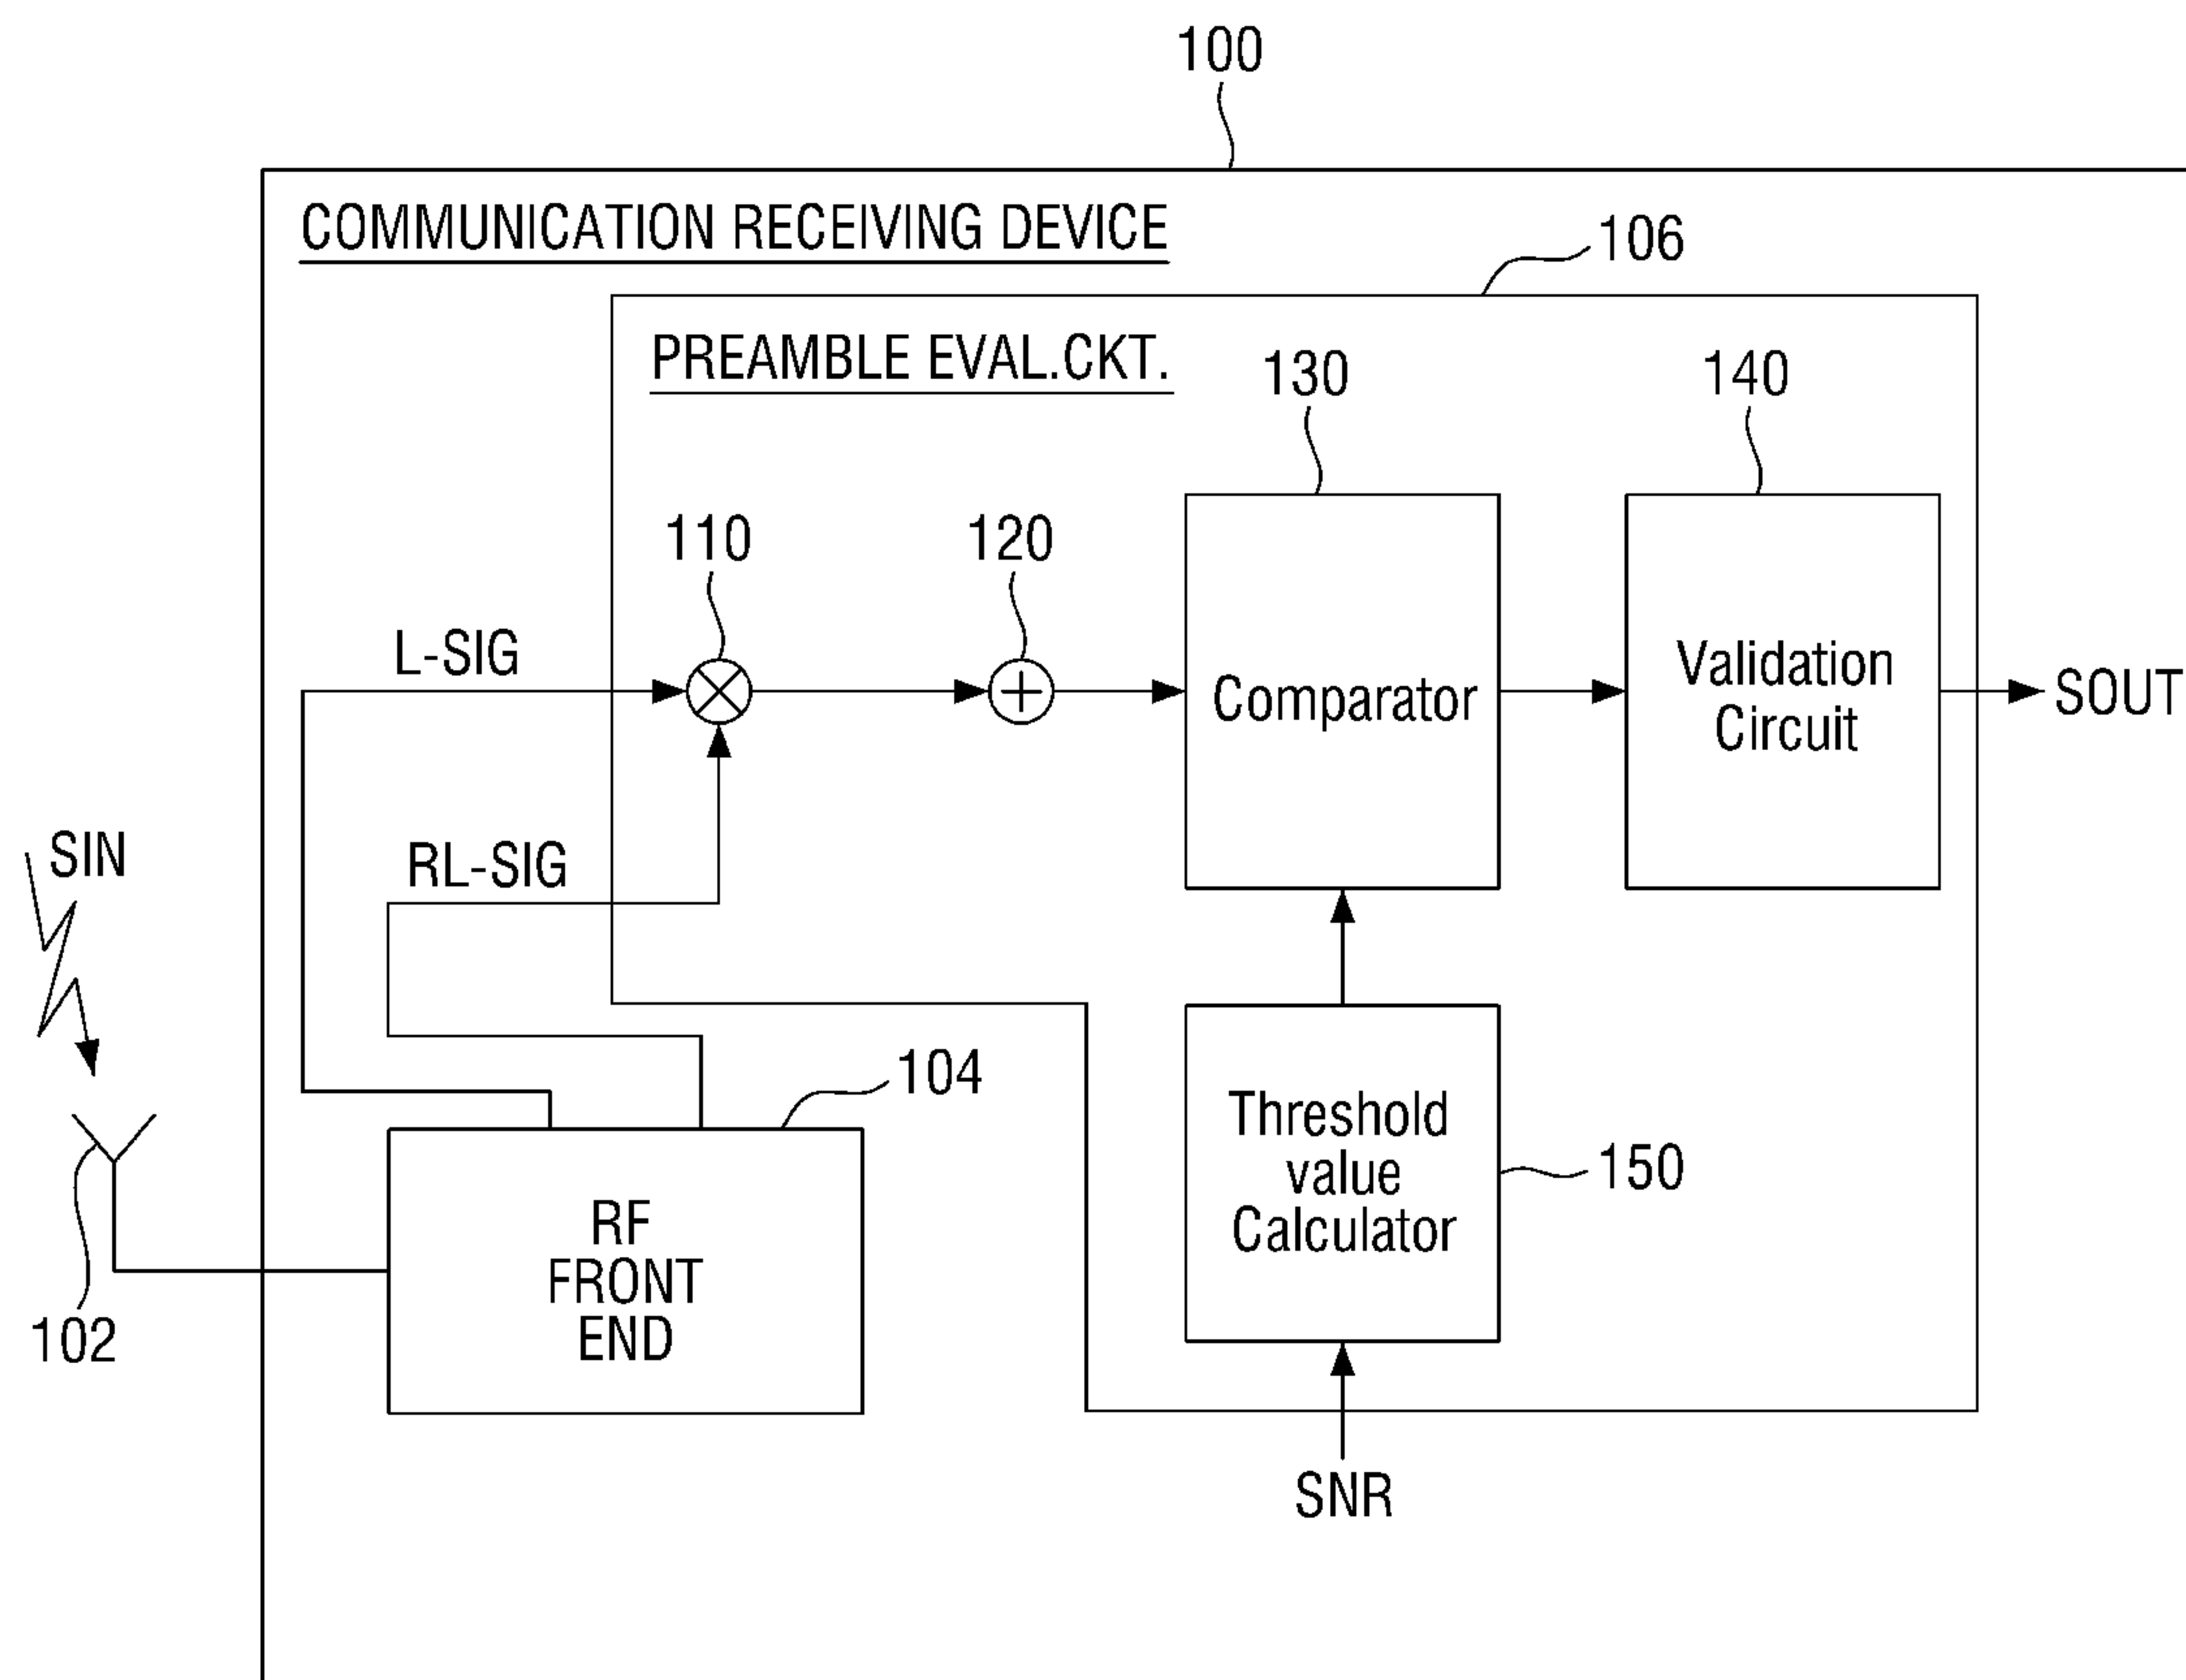 100
COMMUNICATION RECEIVING DEVICE
106
PREAMBLE EVAL.CKT.
130
140
110
120
L-SIG
Comparator
Validation
Circuit
SOUT
SIN
RL-SIG
104
Threshold
value
Calculator
150
RF
FRONT
END
102
SNR